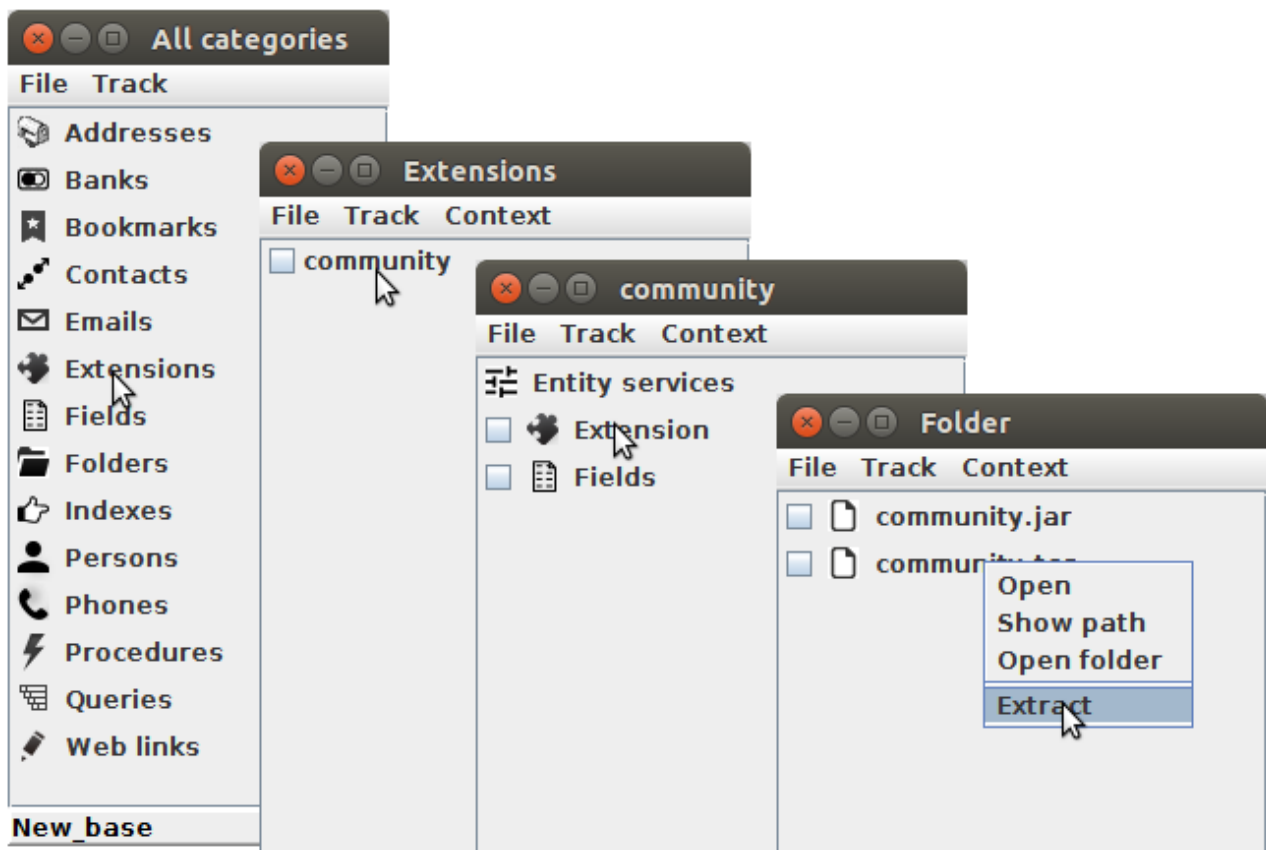 All categories
File Track
Addresses
Banks
Bookmarks
Contacts
Emails
Extensions
Fields
Folders
Indexes
Persons
Phones
Procedures
Queries
Web links
New_base
Extensions
File Track Context
community
community
File Track Context
Entity services
Extension
Fields
Folder
File Track Context
community.jar
Open
Show path
Open folder
Extract